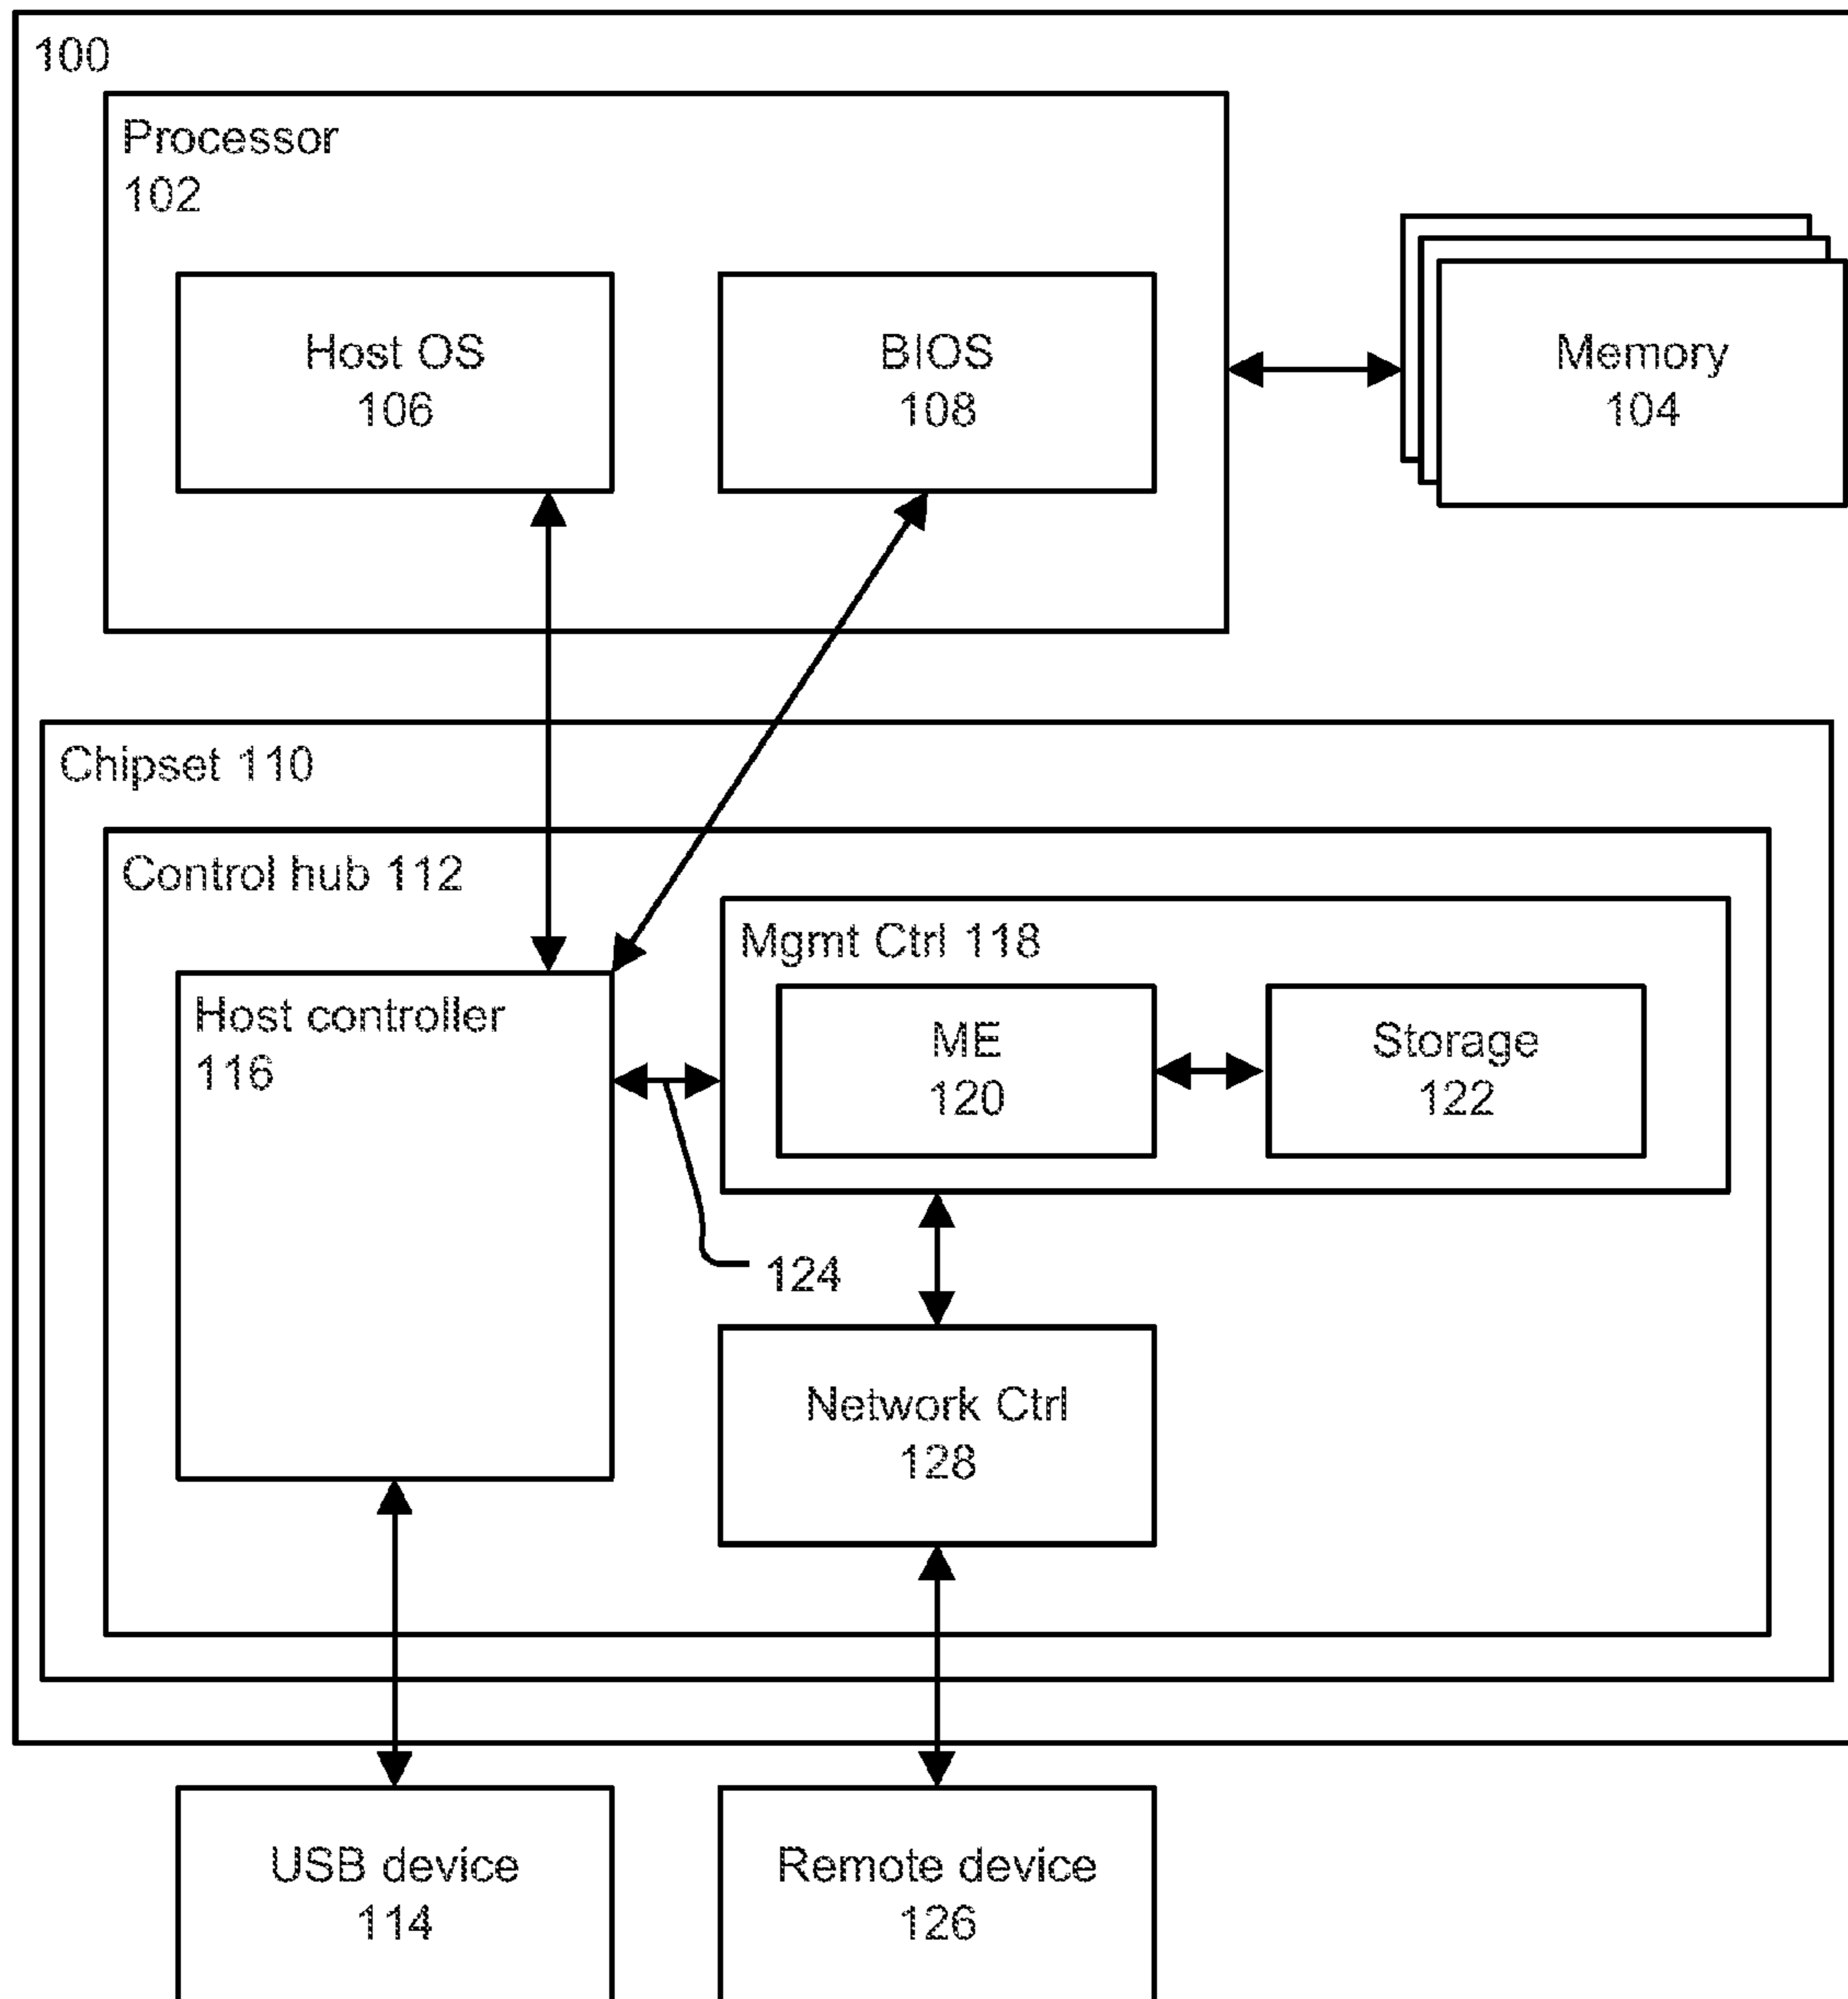 100
Processor
102
Host OS
106
BIOS
108
Memory
104
Chipset 110
Control hub 112
Mgmt Ctrl 118
Host controller
116
ME
120
Storage
122
124
Network Ctrl
128
USB device
114
Remote device
126